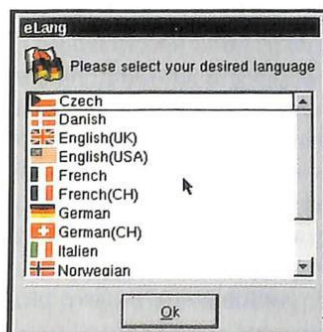 eLang
Please select your desired language
Czech
Danish
English(UK)
English(USA)
French
French(CH)
German
German(CH)
Italien
Norwegian
Ok